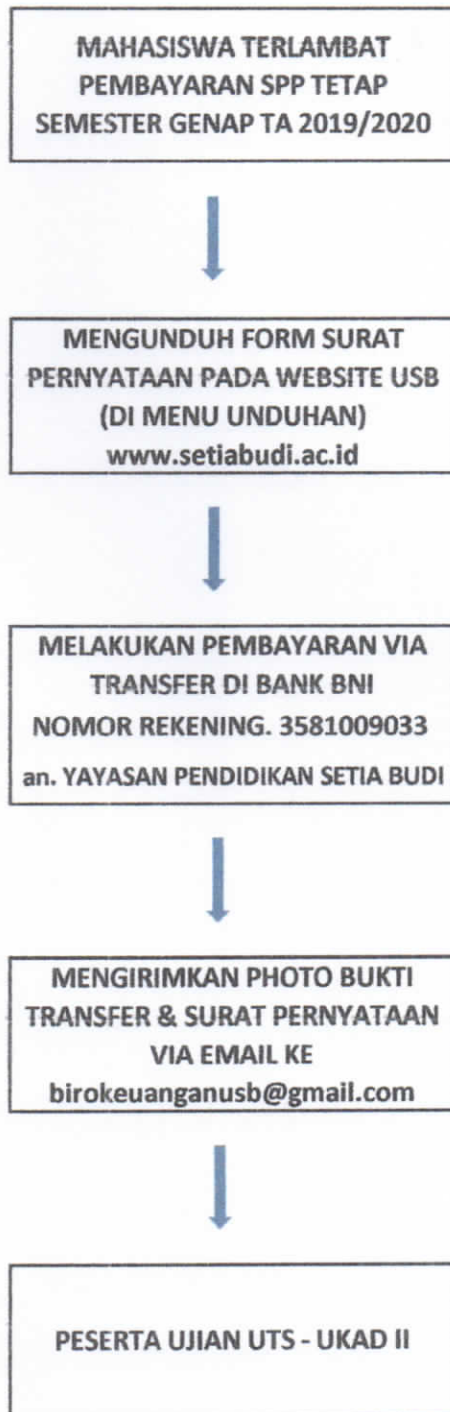 MAHASISWA TERLAMBAT
PEMBAYARAN SPP TETAP
SEMESTER GENAP TA 2019/2020
MENGUNDUH FORM SURAT
PERNYATAAN PADA WEBSITE USB
(DI MENU UNDUHAN)
www.setiabudi.ac.id
MELAKUKAN PEMBAYARAN VIA
TRANSFER DI BANK BNI
NOMOR REKENING. 3581009033
an. YAYASAN PENDIDIKAN SETIA BUDI
MENGIRIMKAN PHOTO BUKTI
TRANSFER & SURAT PERNYATAAN
VIA EMAIL KE
birokeuanganusb@gmail.com
PESERTA UJIAN UTS - UKAD II